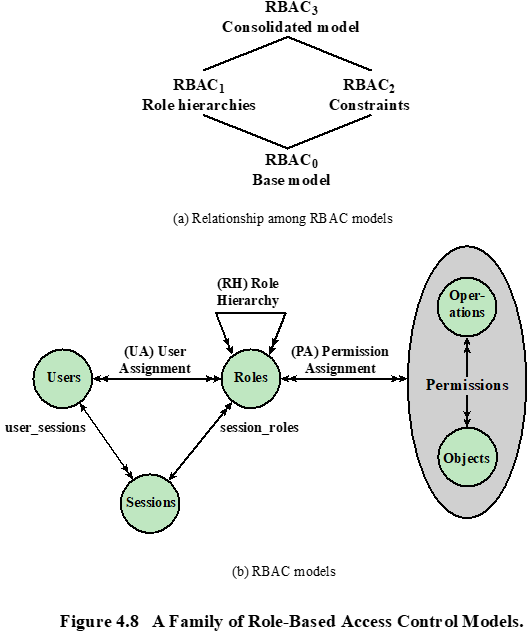 RBAC₃
Consolidated model
RBAC₁
Role hierarchies
RBAC₂
Constraints
RBAC₀
Base model
(a) Relationship among RBAC models
(RH) Role
Hierarchy
Oper-
ations
(UA) User
Assignment
(PA) Permission
Assignment
Users
Roles
Permissions
user_sessions
session_roles
Objects
Sessions
(b) RBAC models
Figure 4.8 A Family of Role-Based Access Control Models.